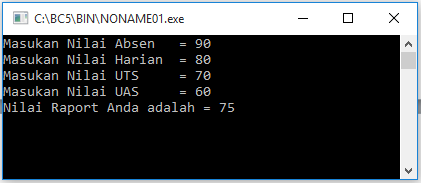 C:\BC5\BIN\NONAME01.exe
Masukan Nilai Absen   = 90
Masukan Nilai Harian  = 80
Masukan Nilai UTS     = 70
Masukan Nilai UAS     = 60
Nilai Raport Anda adalah = 75